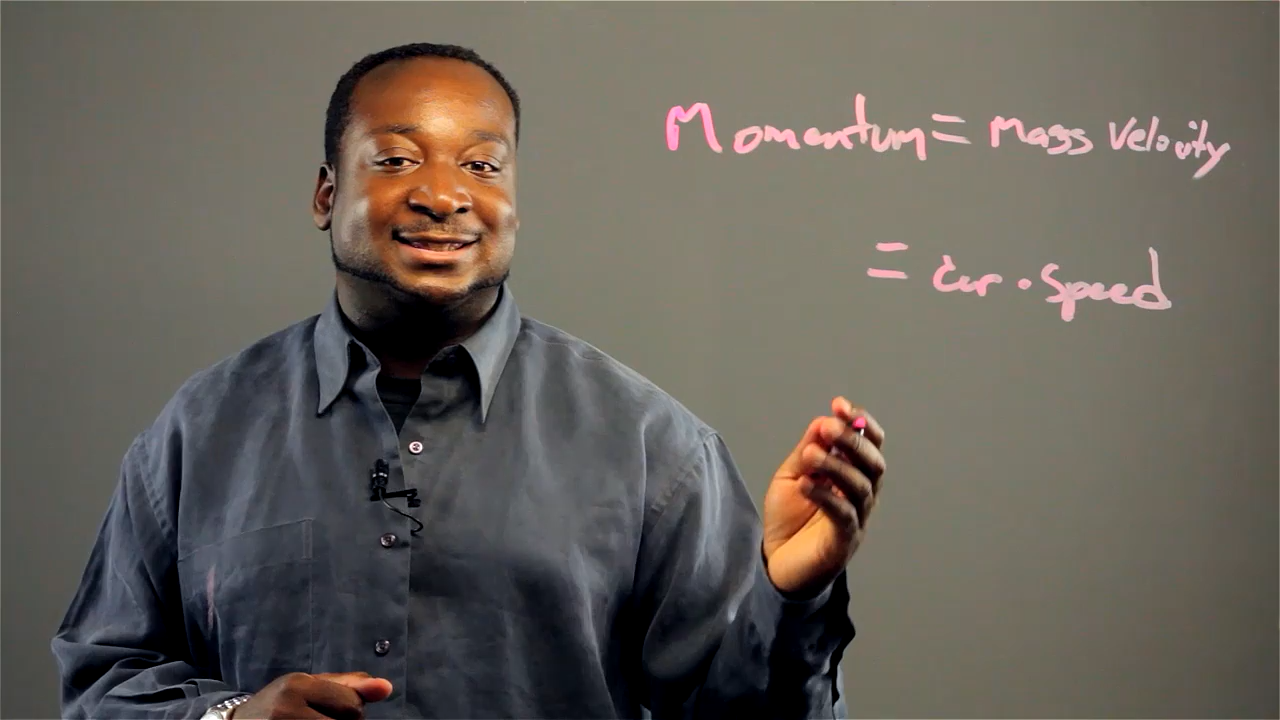 Momentum = Mass Velocity
= Car · Speed